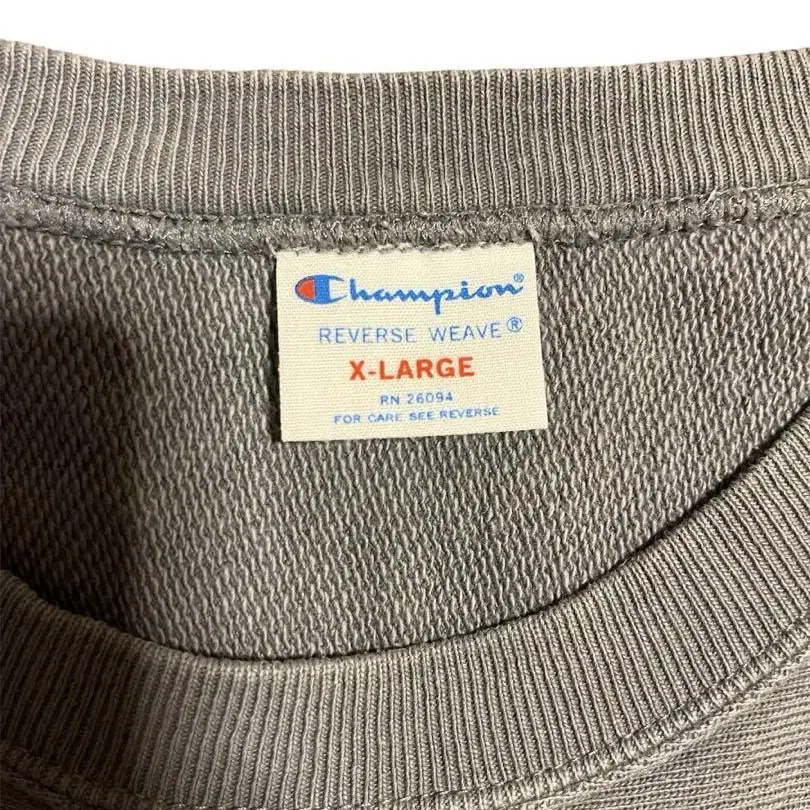 Champion®
REVERSE WEAVE®
X-LARGE
RN 26094
FOR CARE SEE REVERSE